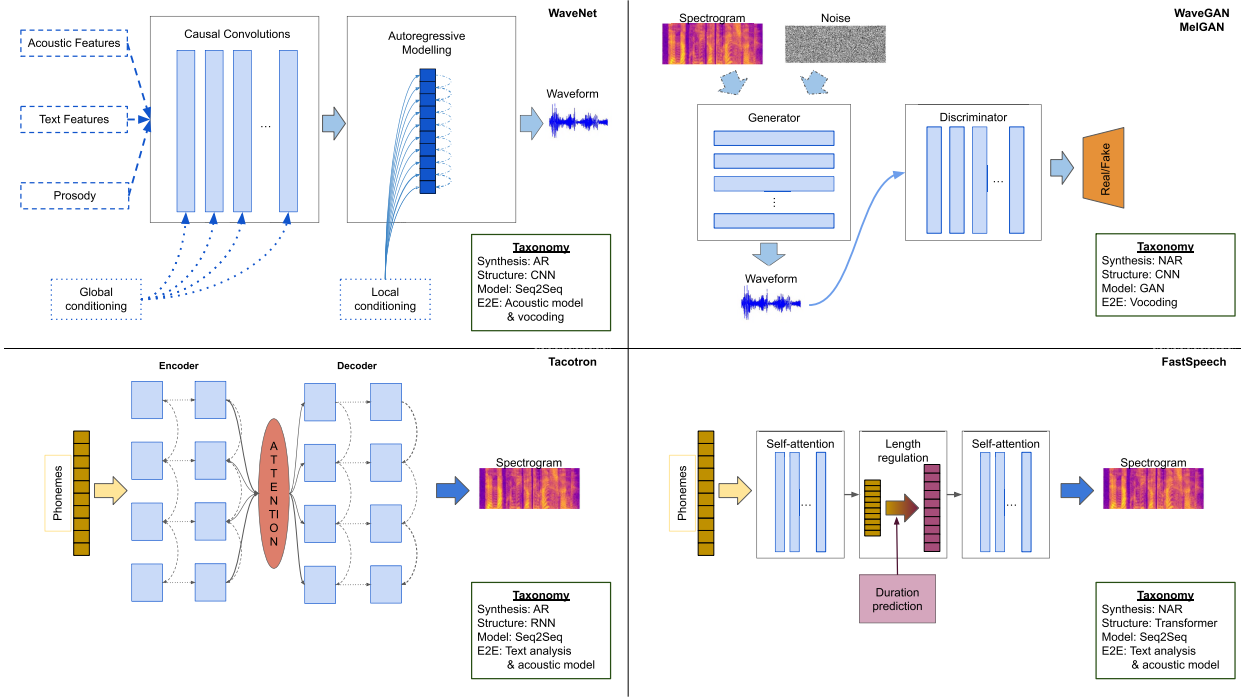 WaveNet
Acoustic Features
Text Features
Prosody
Causal Convolutions
...
Autoregressive
Modelling
Waveform
Global
conditioning
Local
conditioning
Taxonomy
Synthesis: AR
Structure: CNN
Model: Seq2Seq
E2E: Acoustic model
& vocoding
WaveGAN
MelGAN
Spectrogram
Noise
Generator
...
Waveform
Discriminator
...
Real/Fake
Taxonomy
Synthesis: NAR
Structure: CNN
Model: GAN
E2E: Vocoding
Tacotron
Encoder
Decoder
Phonemes
ATTENTION
Spectrogram
Taxonomy
Synthesis: AR
Structure: RNN
Model: Seq2Seq
E2E: Text analysis
& acoustic model
FastSpeech
Phonemes
Self-attention
...
Length
regulation
Duration
prediction
Self-attention
...
Spectrogram
Taxonomy
Synthesis: NAR
Structure: Transformer
Model: Seq2Seq
E2E: Text analysis
& acoustic model